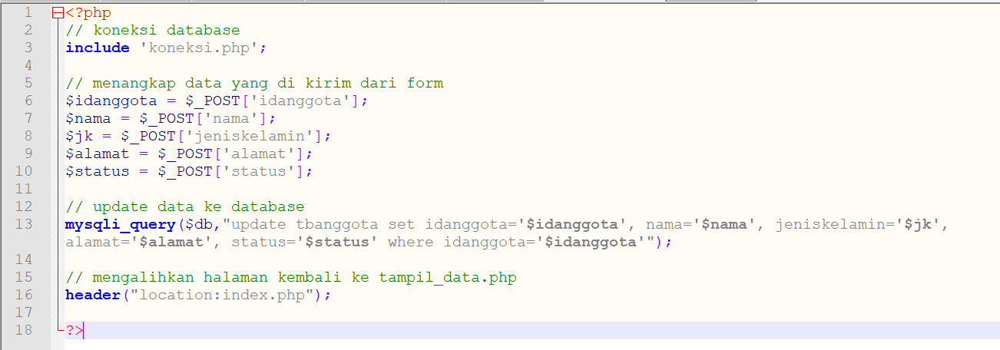 1 <?php
2 // koneksi database
3 include 'koneksi.php';
4
5 // menangkap data yang di kirim dari form
6 $idanggota = $_POST['idanggota'];
7 $nama = $_POST['nama'];
8 $jk = $_POST['jeniskelamin'];
9 $alamat = $_POST['alamat'];
10 $status = $_POST['status'];
11
12 // update data ke database
13 mysqli_query($db,"update tbanggota set idanggota='$idanggota', nama='$nama', jeniskelamin='$jk',
alamat='$alamat', status='$status' where idanggota='$idanggota'");
14
15 // mengalihkan halaman kembali ke tampil_data.php
16 header("location:index.php");
17
18 ?>